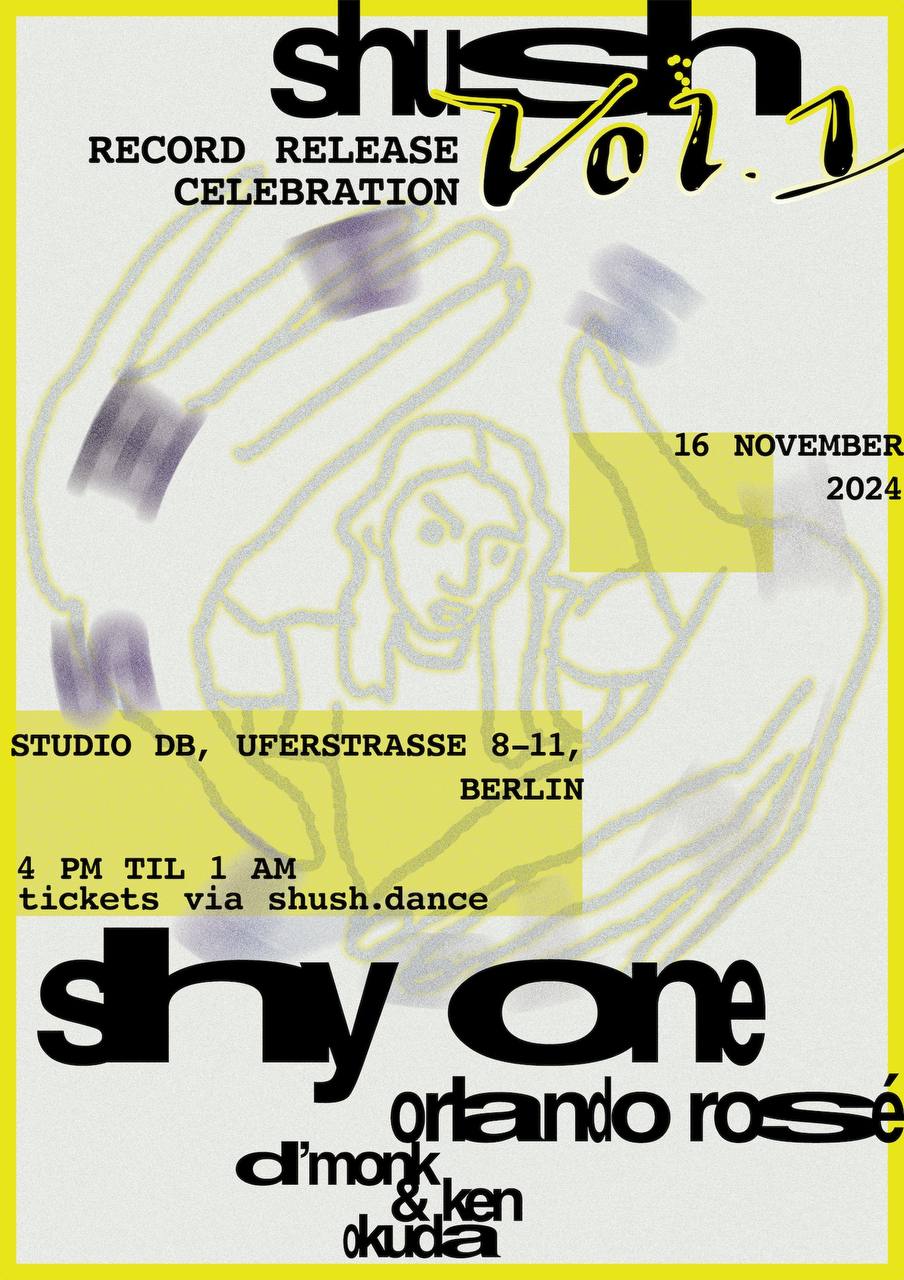 shush
Vol. 1
RECORD RELEASE
CELEBRATION
16 NOVEMBER
2024
STUDIO DB, UFERSTRASSE 8–11,
BERLIN
4 PM TIL 1 AM
tickets via shush.dance
shy one
orlando rosé
d’monk
& ken
okuda